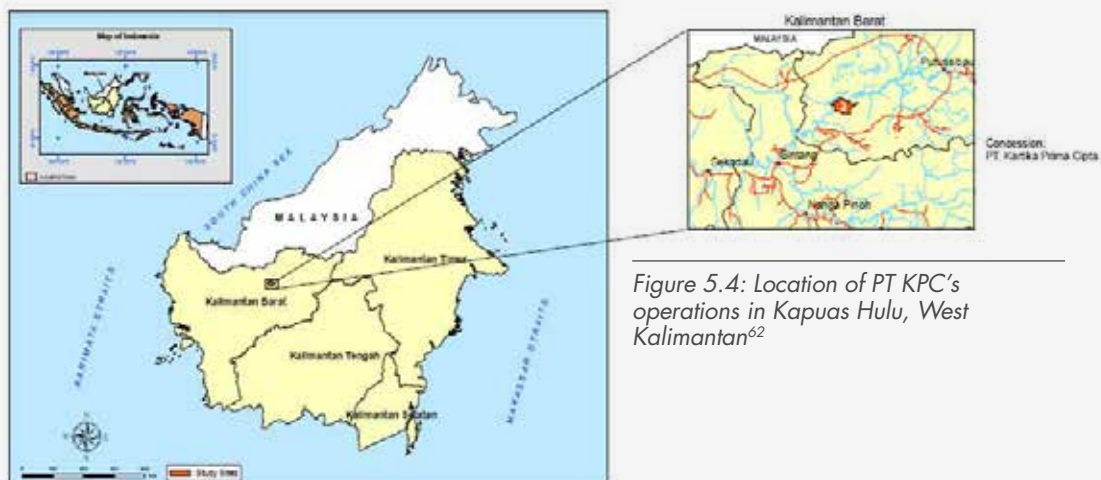 Map of Indonesia
SOUTH CHINA SEA
MALAYSIA
Kalimantan Timur
Kalimantan Barat
Kalimantan Tengah
Kalimantan Selatan
KARIMATA STRAITS
MAKASSAR STRAITS
Study Sites
Kalimantan Barat
MALAYSIA
Putussibau
Sekadau
Sintang
Nanga Pinoh
Concession:
PT. Kartika Prima Cipta
Figure 5.4: Location of PT KPC’s
operations in Kapuas Hulu, West
Kalimantan62